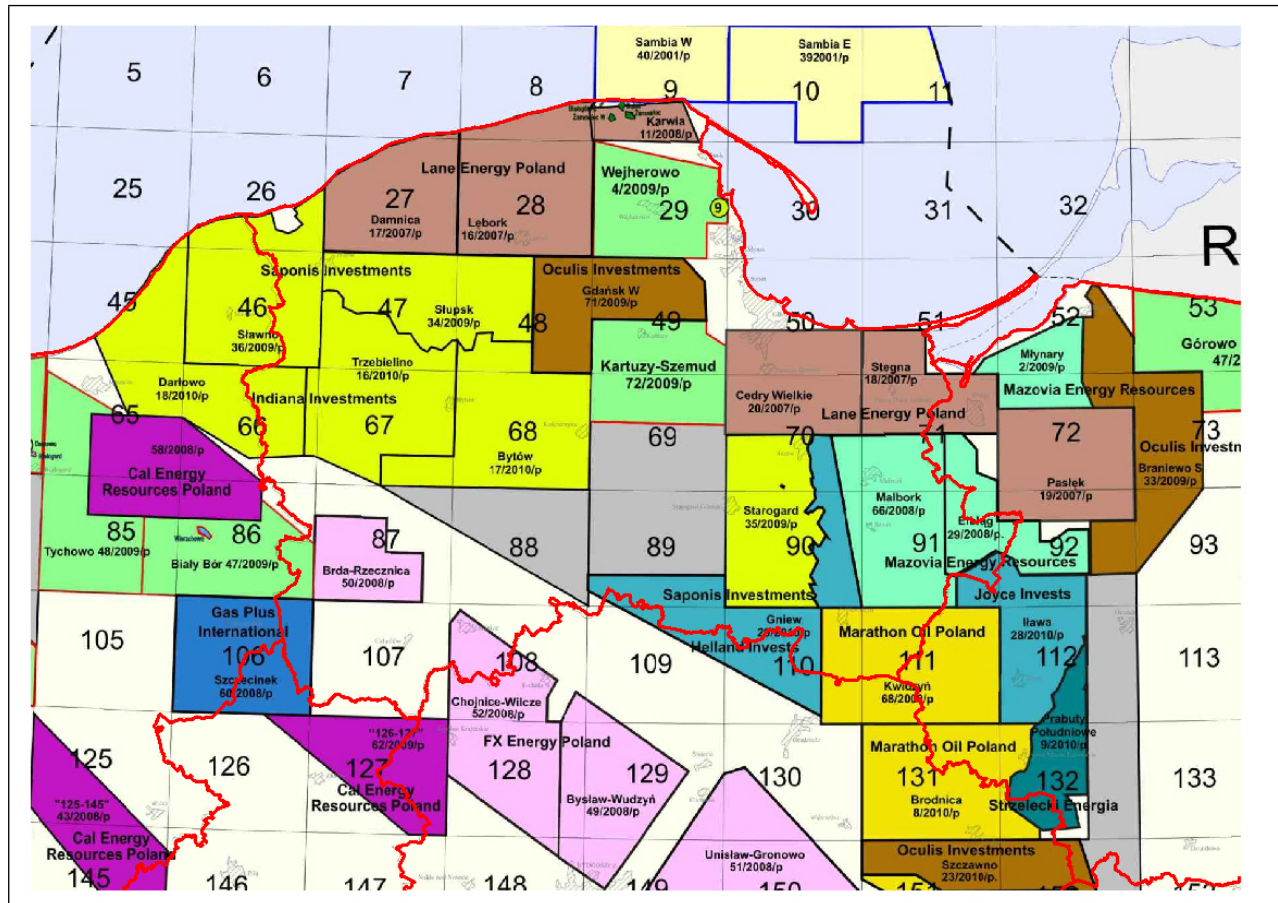 Sambia W
40/2001/p
Sambia E
392001/p
5
6
7
8
9
10
11
Karwia
11/2008/p
Lane Energy Poland
Wejherowo
4/2009/p
25
26
27
28
29
9
30
31
32
Damnica
17/2007/p
Lębork
16/2007/p
R
Saponis Investments
Oculis Investments
Gdańsk W
71/2009/p
45
46
47
48
49
50
51
52
53
Sławno
36/2009/p
Słupsk
34/2009/p
Górowo
47/2
Trzebielino
16/2010/p
Kartuzy-Szemud
72/2009/p
Stegna
18/2007/p
Młynary
2/2009/p
Darłowo
18/2010/p
Indiana Investments
Cedry Wielkie
20/2007/p
Lane Energy Poland
Mazovia Energy Resources
65
66
67
68
69
70
71
72
73
58/2008/p
Bytów
17/2010/p
Oculis Investn
Braniewo S
33/2009/p
Cal Energy
Resources Poland
Pasłęk
19/2007/p
Malbork
66/2008/p
Starogard
35/2009/p
Elbląg
29/2008/p.
85
86
87
88
89
90
91
92
93
Tychowo 48/2009/p
Wierzchowo
Biały Bór 47/2009/p
Brda-Rzecznica
50/2008/p
Mazovia Energy Resources
Saponis Investments
Joyce Invests
Gas Plus
International
Gniew
Marathon Oil Poland
Iława
28/2010/p
Helland Invests
105
106
107
108
109
110
111
112
113
Szczecinek
60/2008/p
Kwidzyń
68/2008/p
Chojnice-Wilcze
52/2008/p
Prabuty
Południowe
9/2010/p
"126-127"
62/2009/p
FX Energy Poland
Marathon Oil Poland
125
126
127
128
129
130
131
132
133
"125-145"
43/2008/p
Cal Energy
Resources Poland
Bysław-Wudzyń
49/2008/p
Brodnica
8/2010/p
Strzelecki Energia
Cal Energy
Resources Poland
Unisław-Gronowo
51/2008/p
Oculis Investments
Szczawno
23/2010/p.
145
146
147
148
149
150
151
152